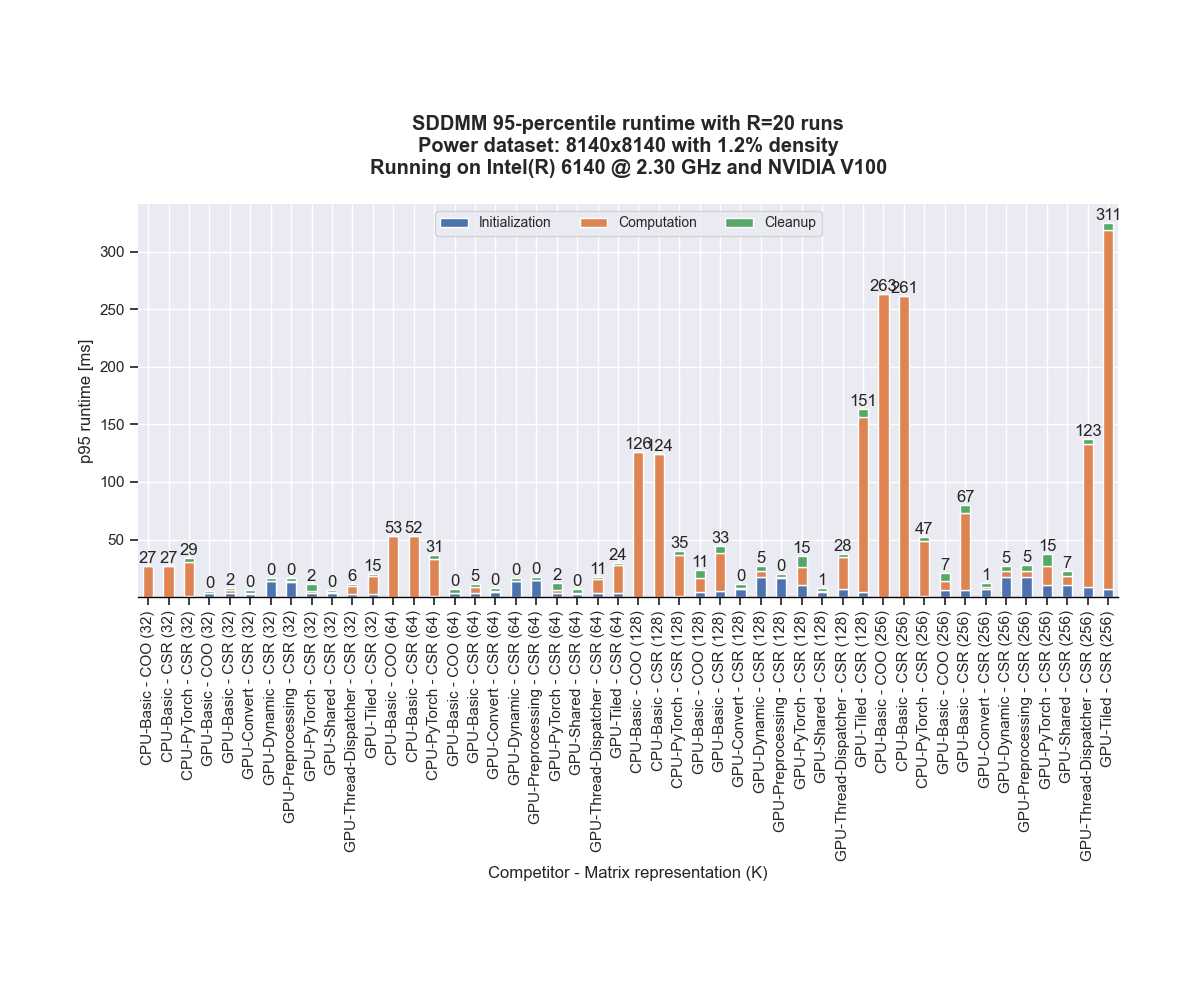 SDDMM 95-percentile runtime with R=20 runs
Power dataset: 8140x8140 with 1.2% density
Running on Intel(R) 6140 @ 2.30 GHz and NVIDIA V100
Initialization
Computation
Cleanup
p95 runtime [ms]
300
250
200
150
100
50
27
27
29
0
2
0
0
0
2
0
6
15
53
52
31
0
5
0
0
0
2
0
11
24
126
124
35
11
33
0
5
0
15
1
28
151
263
261
47
7
67
1
5
5
15
7
123
311
CPU-Basic - COO (32)
CPU-Basic - CSR (32)
CPU-PyTorch - CSR (32)
GPU-Basic - COO (32)
GPU-Basic - CSR (32)
GPU-Convert - CSR (32)
GPU-Dynamic - CSR (32)
GPU-Preprocessing - CSR (32)
GPU-PyTorch - CSR (32)
GPU-Shared - CSR (32)
GPU-Thread-Dispatcher - CSR (32)
GPU-Tiled - CSR (32)
CPU-Basic - COO (64)
CPU-Basic - CSR (64)
CPU-PyTorch - CSR (64)
GPU-Basic - COO (64)
GPU-Basic - CSR (64)
GPU-Convert - CSR (64)
GPU-Dynamic - CSR (64)
GPU-Preprocessing - CSR (64)
GPU-PyTorch - CSR (64)
GPU-Shared - CSR (64)
GPU-Thread-Dispatcher - CSR (64)
GPU-Tiled - CSR (64)
CPU-Basic - COO (128)
CPU-Basic - CSR (128)
CPU-PyTorch - CSR (128)
GPU-Basic - COO (128)
GPU-Basic - CSR (128)
GPU-Convert - CSR (128)
GPU-Dynamic - CSR (128)
GPU-Preprocessing - CSR (128)
GPU-PyTorch - CSR (128)
GPU-Shared - CSR (128)
GPU-Thread-Dispatcher - CSR (128)
GPU-Tiled - CSR (128)
CPU-Basic - COO (256)
CPU-Basic - CSR (256)
CPU-PyTorch - CSR (256)
GPU-Basic - COO (256)
GPU-Basic - CSR (256)
GPU-Convert - CSR (256)
GPU-Dynamic - CSR (256)
GPU-Preprocessing - CSR (256)
GPU-PyTorch - CSR (256)
GPU-Shared - CSR (256)
GPU-Thread-Dispatcher - CSR (256)
GPU-Tiled - CSR (256)
Competitor - Matrix representation (K)